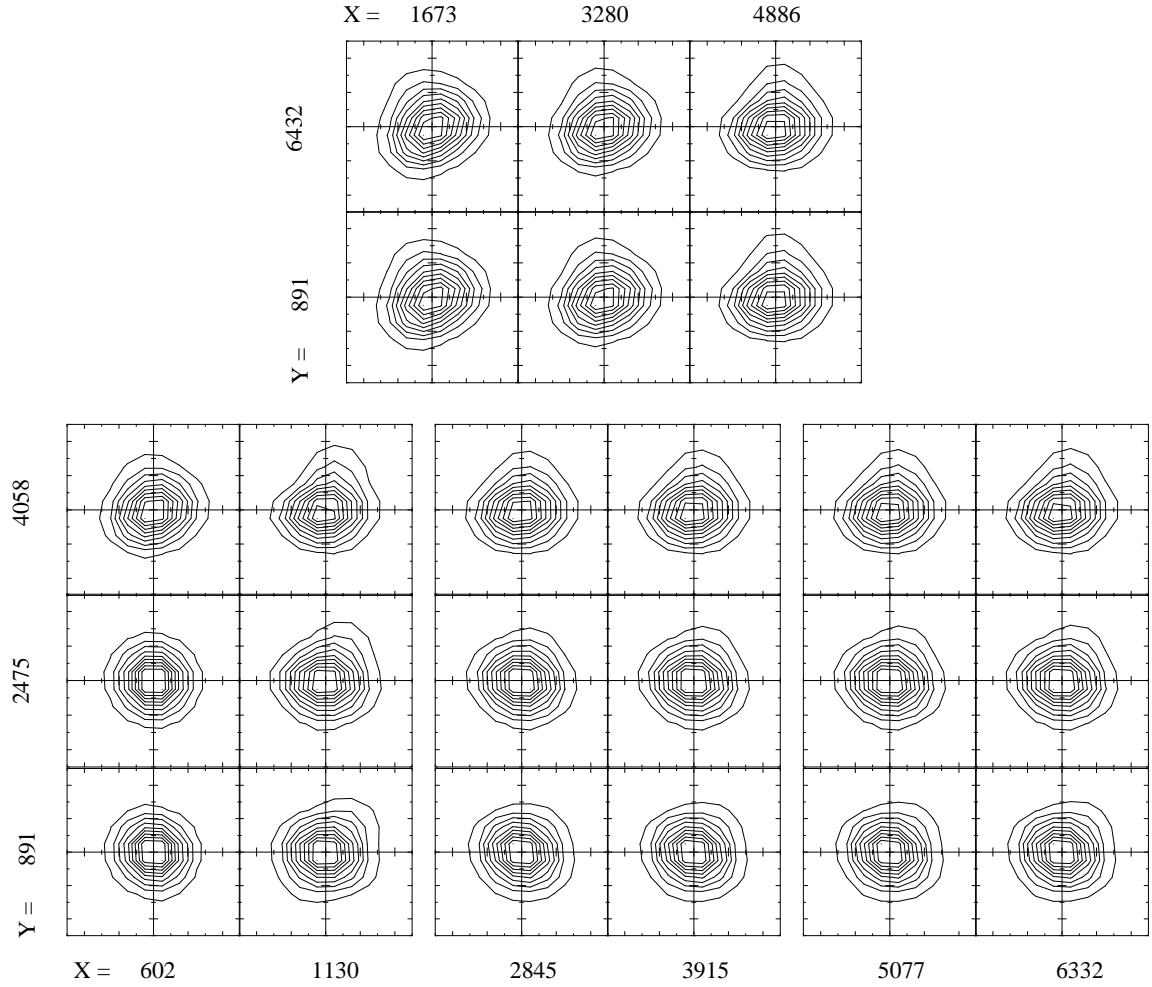 X = 1673 3280 4886
6432
891
Y =
4058
2475
891
Y =
X = 602 1130 2845 3915 5077 6332